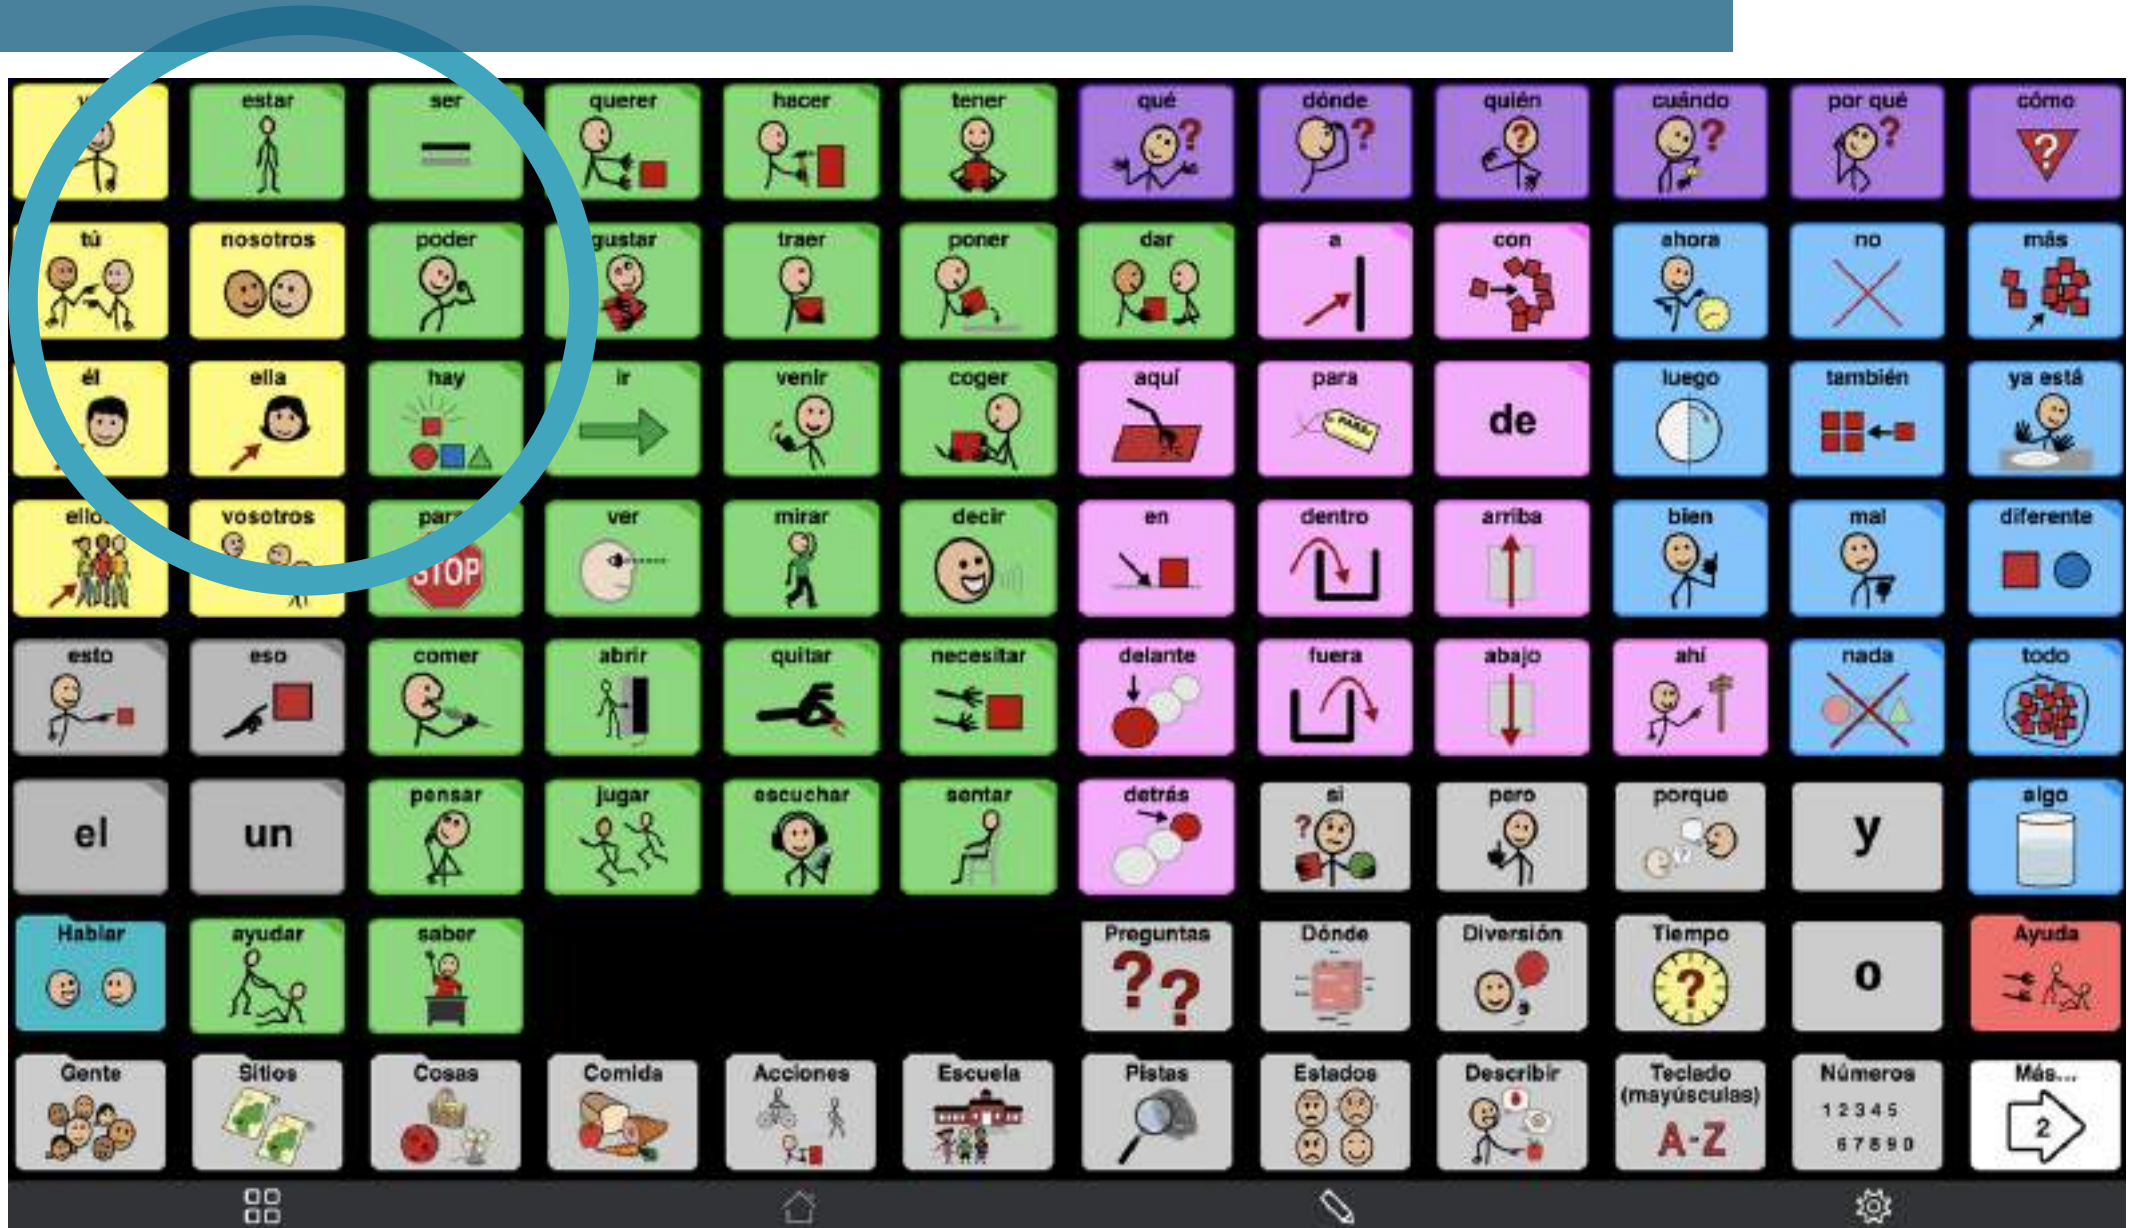 estar ser querer hacer tener qué dónde quién cuándo por qué cómo
? ? ? ? ? ?
tú nosotros poder gustar traer poner dar a con ahora no más
él ella hay ir venir coger aquí para de luego también ya está
PARA
ellos vosotros ver mirar decir en dentro arriba bien mal diferente
STOP
esto eso comer abrir quitar necesitar delante fuera abajo ahí nada todo
el un pensar jugar escuchar sentar detrás si pero porque y algo
?
Hablar ayudar saber Preguntas Dónde Diversión Tiempo o Ayuda
?? ?
Gente Sitios Cosas Comida Acciones Escuela Pistas Estados Describir Teclado Números Más...
(mayúsculas)
1 2 3 4 5
A-Z 2
6 7 8 9 0